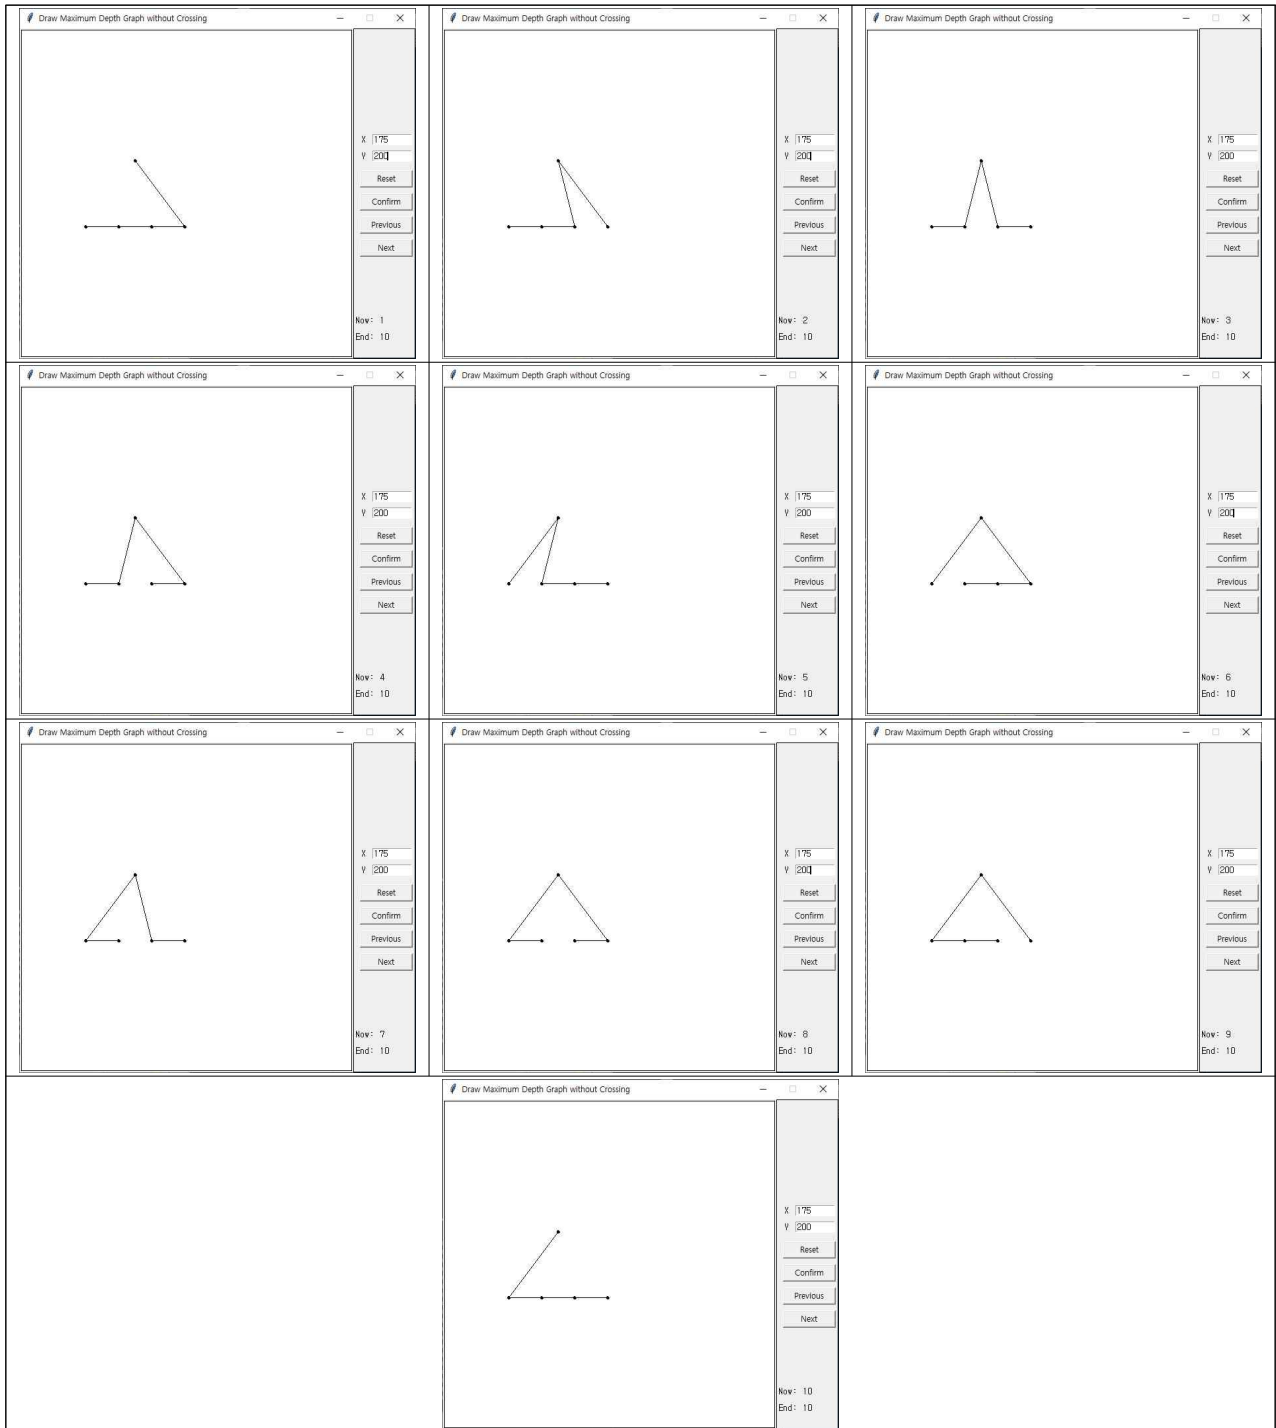 Draw Maximum Depth Graph without Crossing
X 175
Y 200
Reset
Confirm
Previous
Next
Now: 1
End: 10
Draw Maximum Depth Graph without Crossing
X 175
Y 200
Reset
Confirm
Previous
Next
Now: 2
End: 10
Draw Maximum Depth Graph without Crossing
X 175
Y 200
Reset
Confirm
Previous
Next
Now: 3
End: 10
Draw Maximum Depth Graph without Crossing
X 175
Y 200
Reset
Confirm
Previous
Next
Now: 4
End: 10
Draw Maximum Depth Graph without Crossing
X 175
Y 200
Reset
Confirm
Previous
Next
Now: 5
End: 10
Draw Maximum Depth Graph without Crossing
X 175
Y 200
Reset
Confirm
Previous
Next
Now: 6
End: 10
Draw Maximum Depth Graph without Crossing
X 175
Y 200
Reset
Confirm
Previous
Next
Now: 7
End: 10
Draw Maximum Depth Graph without Crossing
X 175
Y 200
Reset
Confirm
Previous
Next
Now: 8
End: 10
Draw Maximum Depth Graph without Crossing
X 175
Y 200
Reset
Confirm
Previous
Next
Now: 9
End: 10
Draw Maximum Depth Graph without Crossing
X 175
Y 200
Reset
Confirm
Previous
Next
Now: 10
End: 10